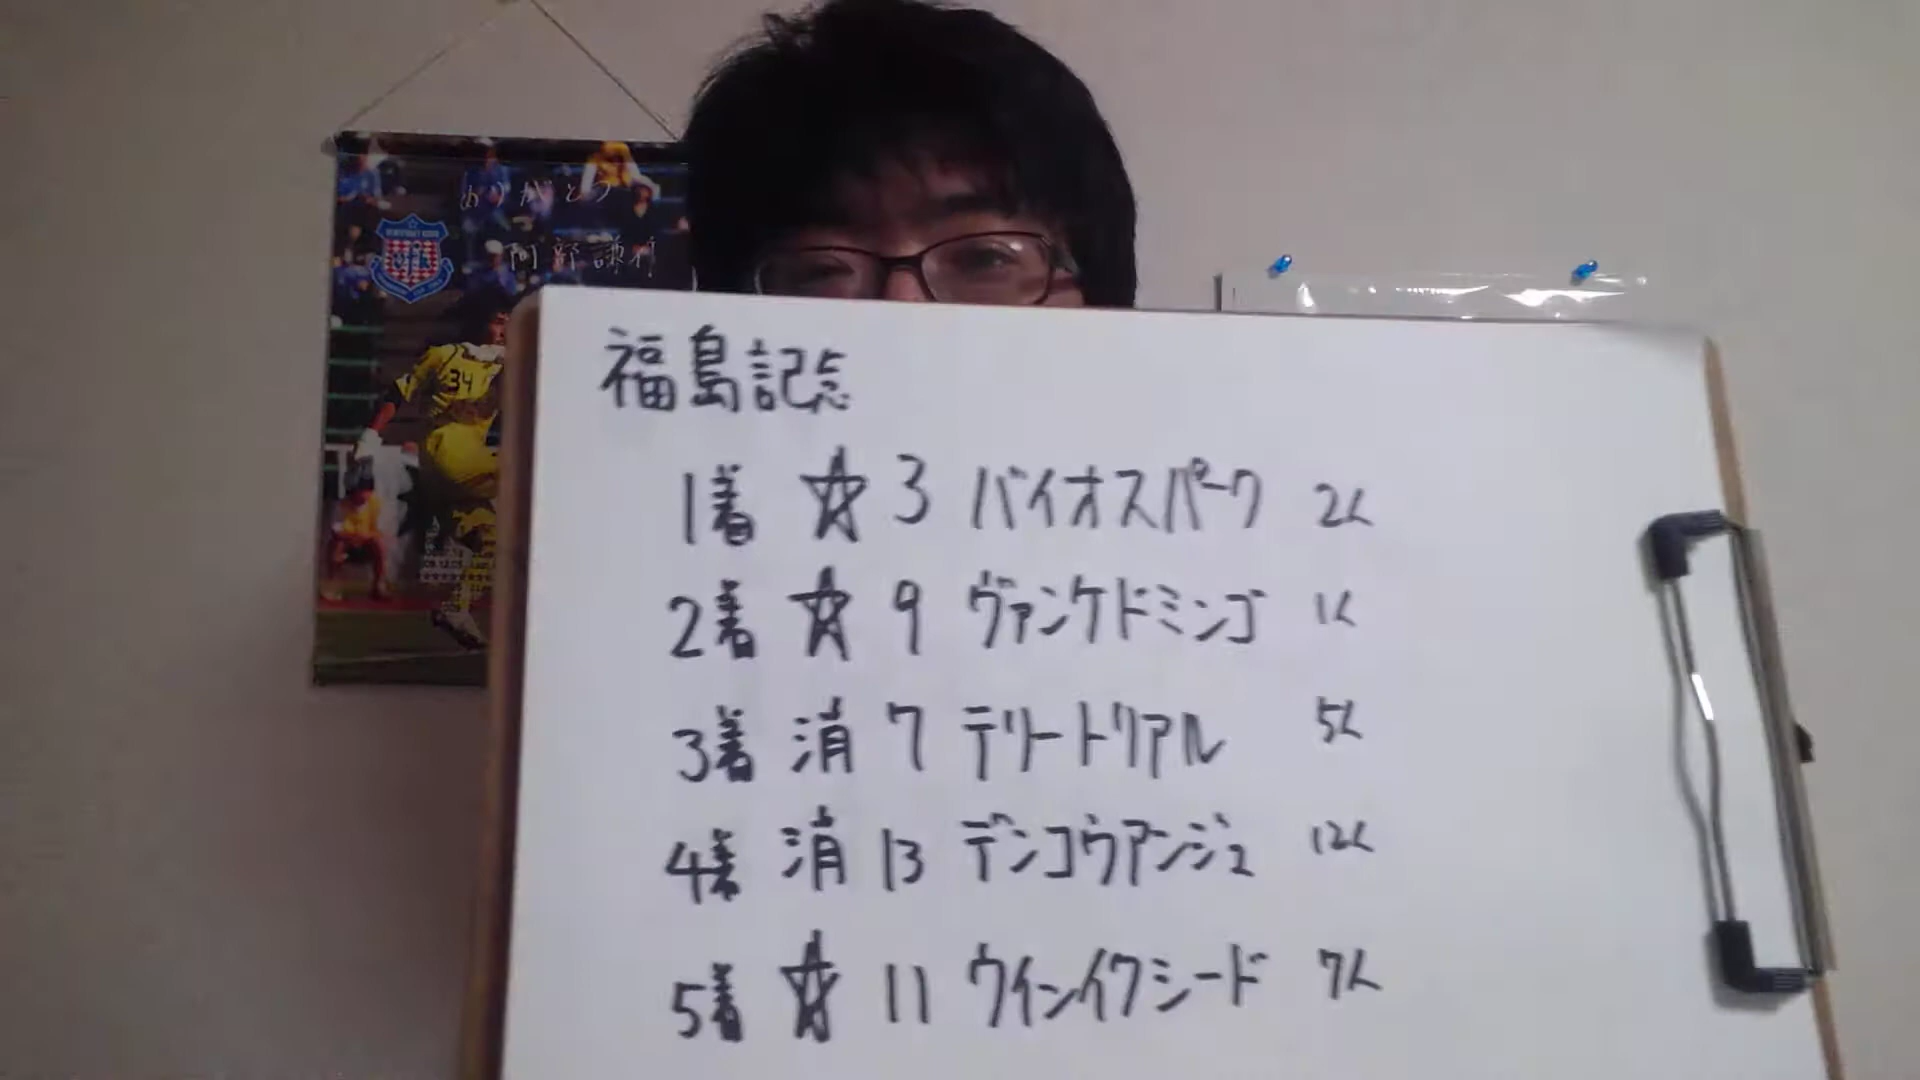 ありがとう
阿部謙作
34
福島記念
1着 ☆ 3 バイオスパーク 2人
2着 ☆ 9 ヴァンケドミンゴ 1人
3着 消 7 テリートリアル 5人
4着 消 13 デンコウアンジュ 12人
5着 ☆ 11 ウインイクシード 7人